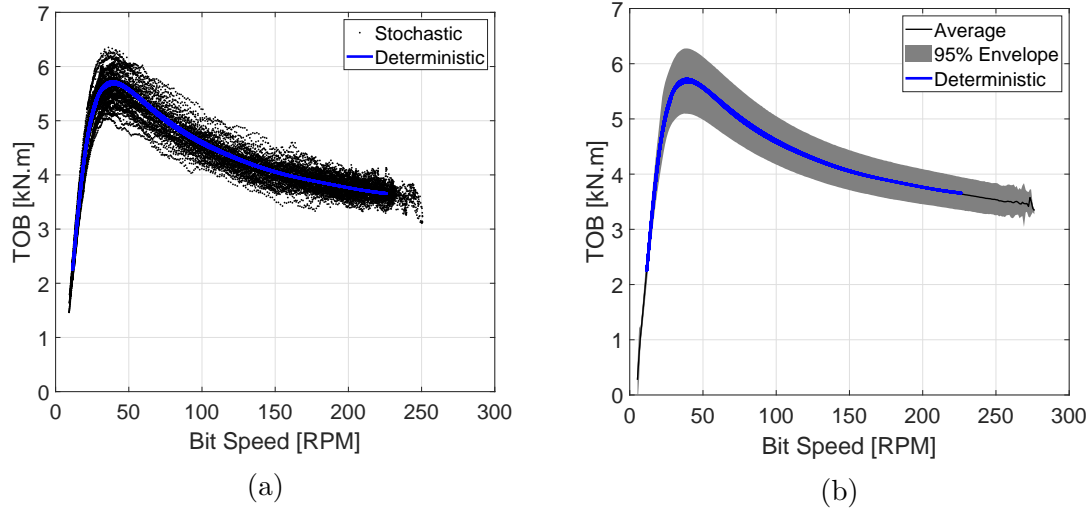 7
6
5
4
3
2
1
0
TOB [kN.m]
0 50 100 150 200 250 300
Bit Speed [RPM]
Stochastic
Deterministic
(a)
7
6
5
4
3
2
1
0
TOB [kN.m]
0 50 100 150 200 250 300
Bit Speed [RPM]
Average
95% Envelope
Deterministic
(b)